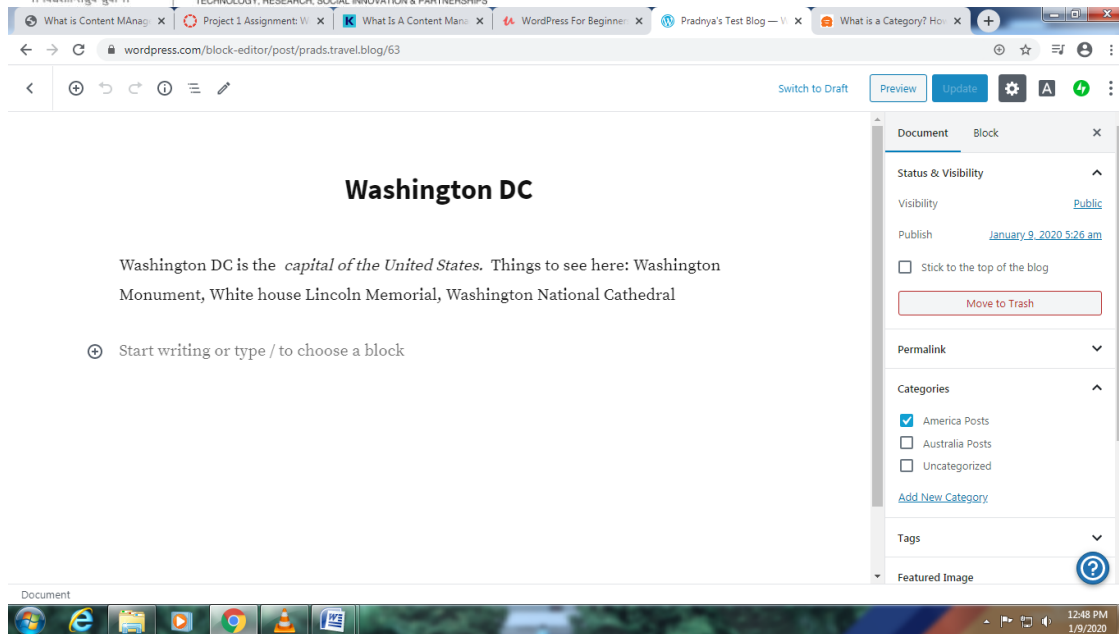 TECHNOLOGY, RESEARCH, SOCIAL INNOVATION & PARTNERSHIPS
What is Content MAnag
Project 1 Assignment: W
What Is A Content Mana
WordPress For Beginner
Pradnya's Test Blog — W
What is a Category? How
wordpress.com/block-editor/post/prads.travel.blog/63
Switch to Draft
Preview
Update
Document
Block
Status & Visibility
Washington DC
Visibility
Public
Publish
January 9, 2020 5:26 am
Washington DC is the capital of the United States. Things to see here: Washington
Monument, White house Lincoln Memorial, Washington National Cathedral
Stick to the top of the blog
Move to Trash
Start writing or type / to choose a block
Permalink
Categories
America Posts
Australia Posts
Uncategorized
Add New Category
Tags
Featured Image
Document
12:48 PM
1/9/2020